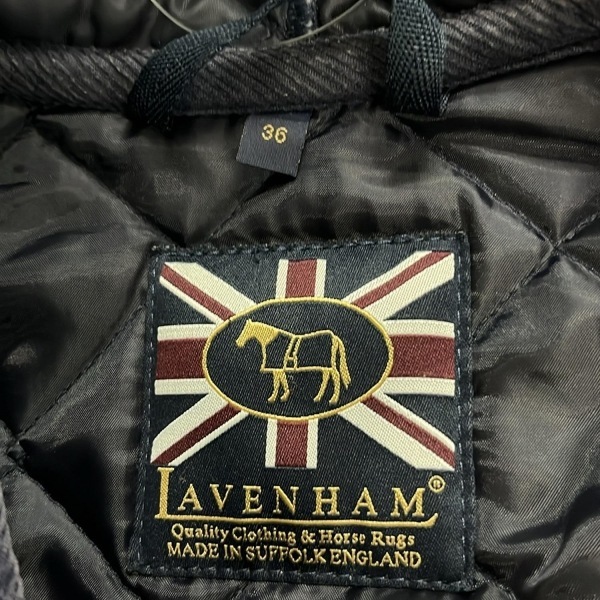 36
LAVENHAM®
Quality Clothing & Horse Rugs
MADE IN SUFFOLK ENGLAND